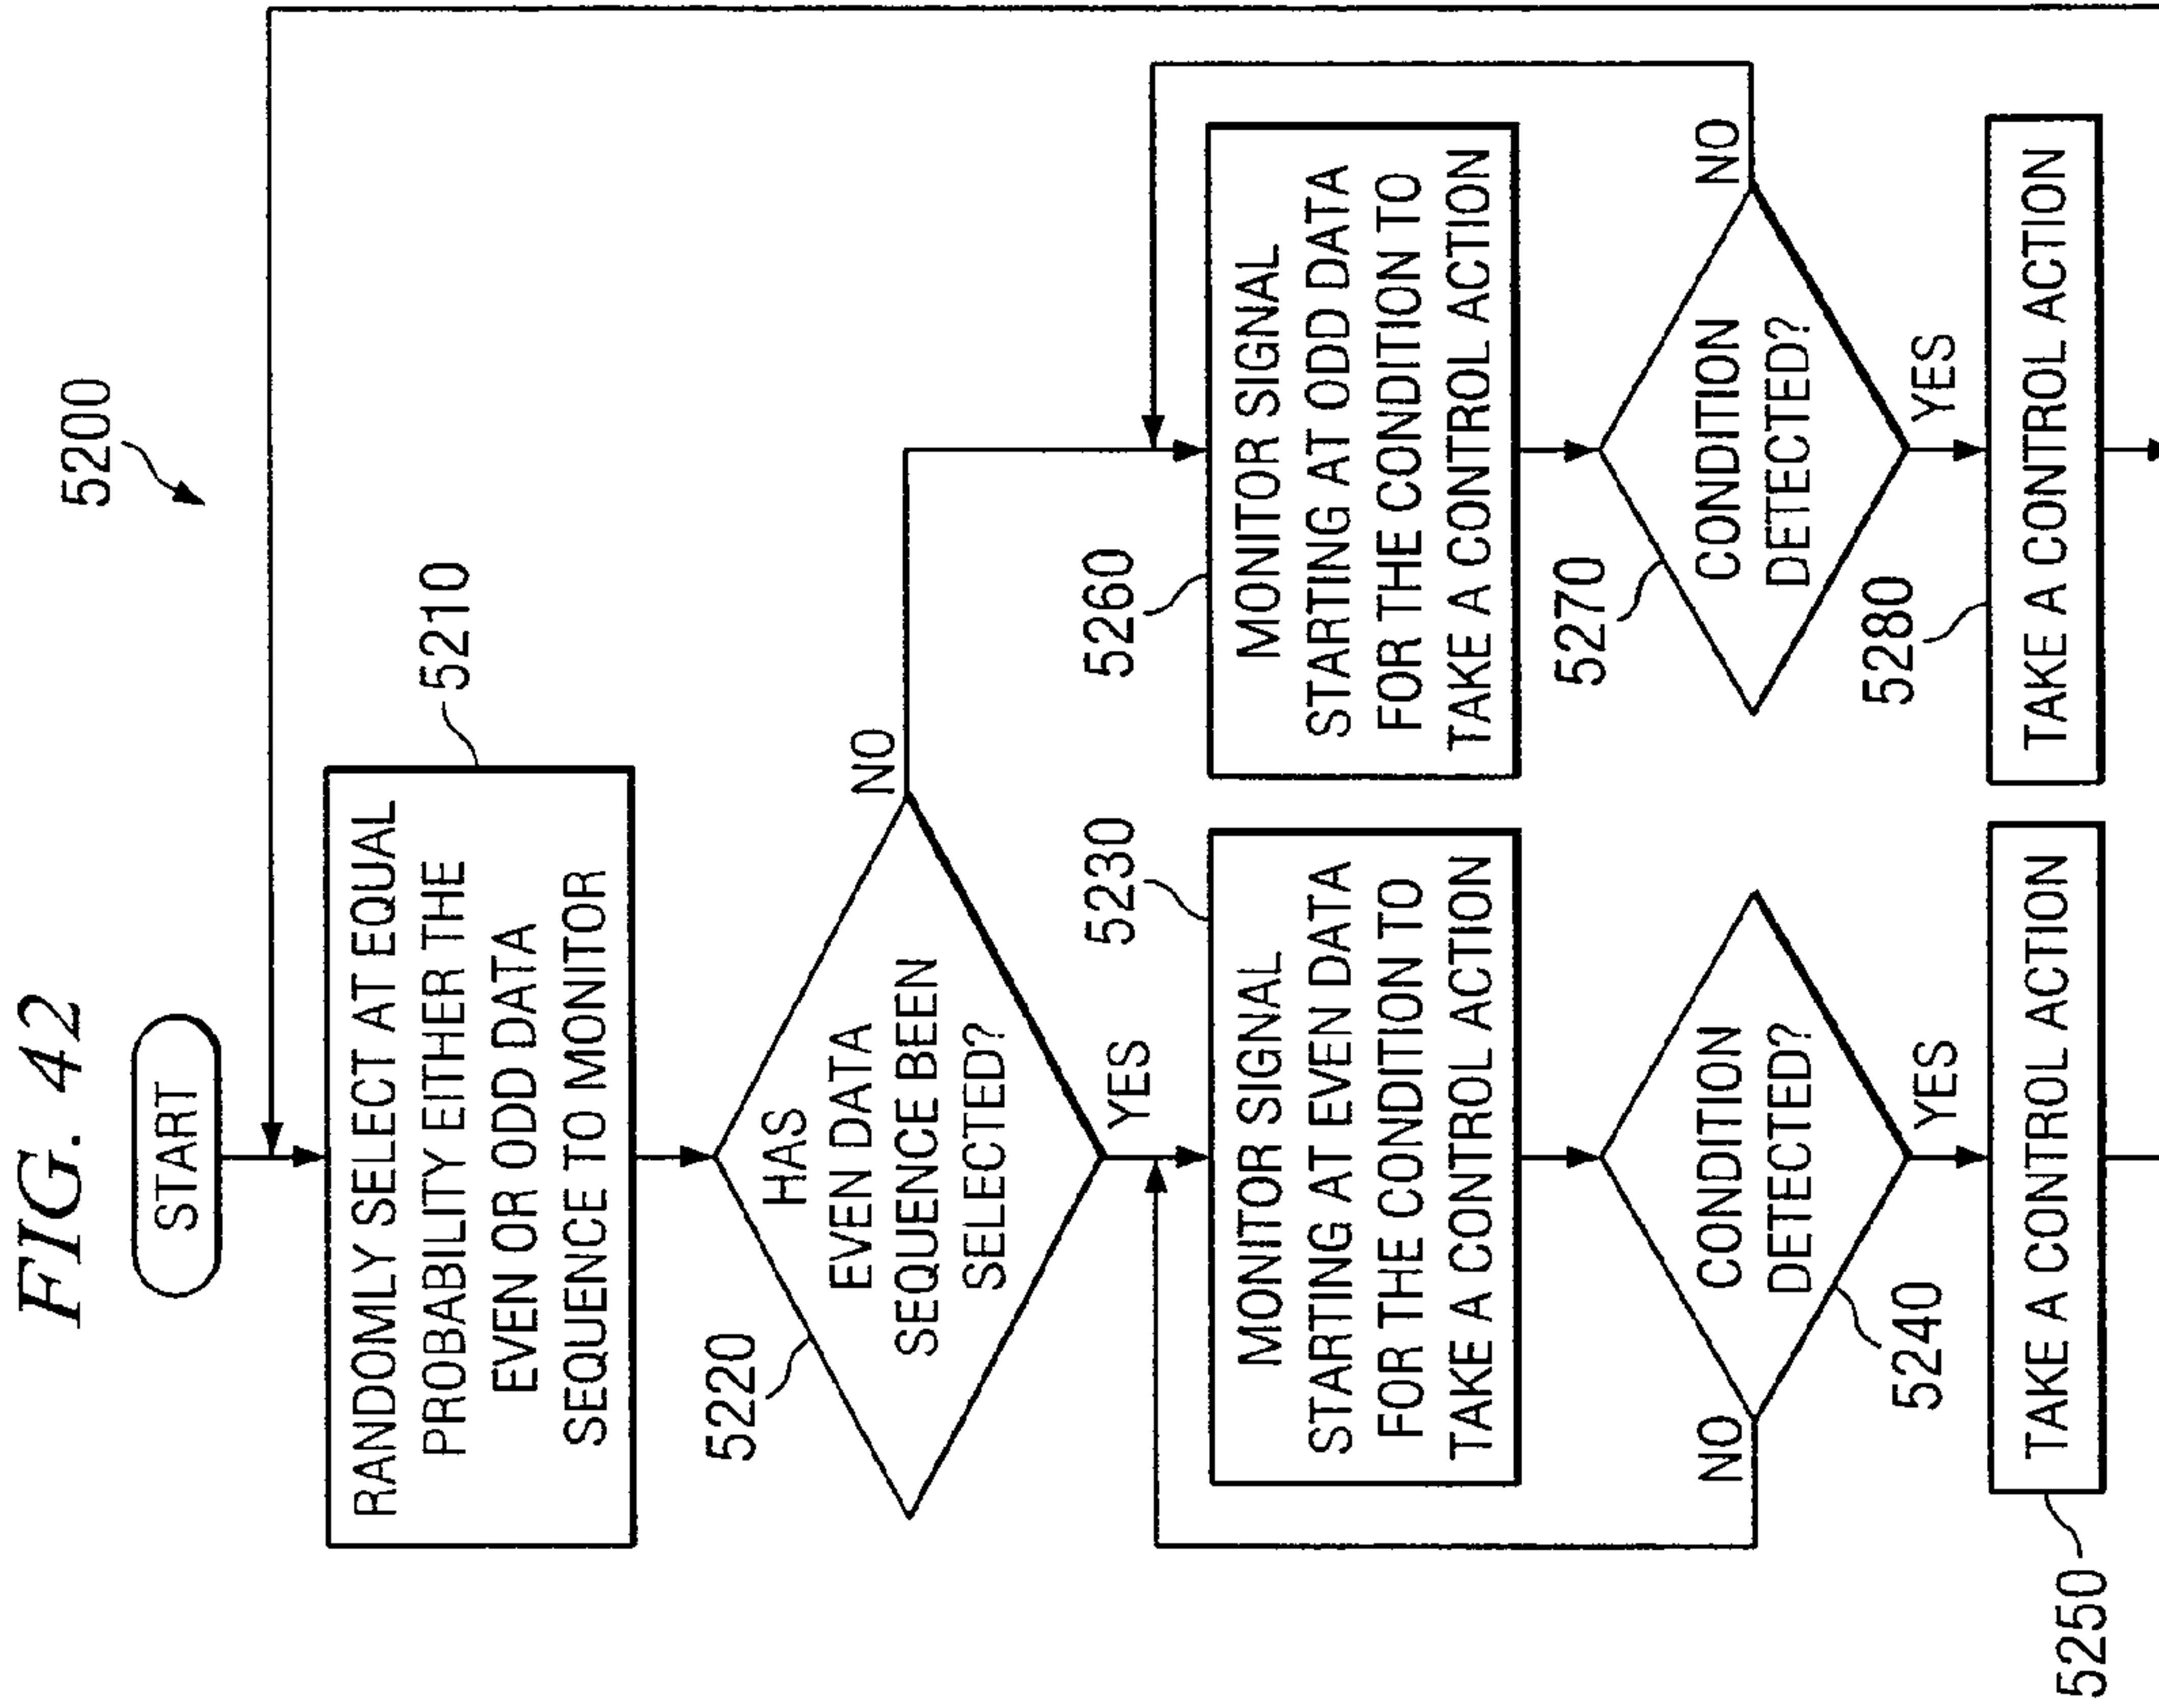 FIG. 42
5200
START
RANDOMLY SELECT AT EQUAL
PROBABILITY EITHER THE
EVEN OR ODD DATA
SEQUENCE TO MONITOR
5210
5220
HAS
EVEN DATA
SEQUENCE BEEN
SELECTED?
NO
YES
5230
MONITOR SIGNAL
STARTING AT EVEN DATA
FOR THE CONDITION TO
TAKE A CONTROL ACTION
5260
MONITOR SIGNAL
STARTING AT ODD DATA
FOR THE CONDITION TO
TAKE A CONTROL ACTION
NO
CONDITION
DETECTED?
5240
YES
5270
CONDITION
DETECTED?
NO
YES
5250
TAKE A CONTROL ACTION
5280
TAKE A CONTROL ACTION